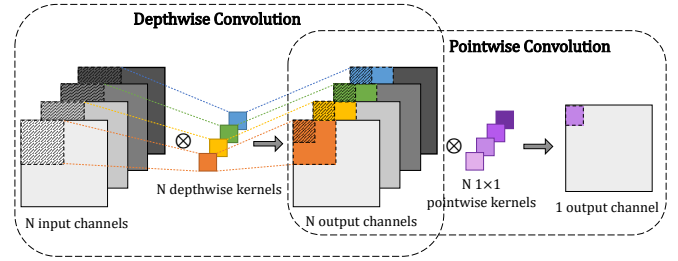 Depthwise Convolution
Pointwise Convolution
N depthwise kernels
N 1×1
pointwise kernels
N input channels
N output channels
1 output channel